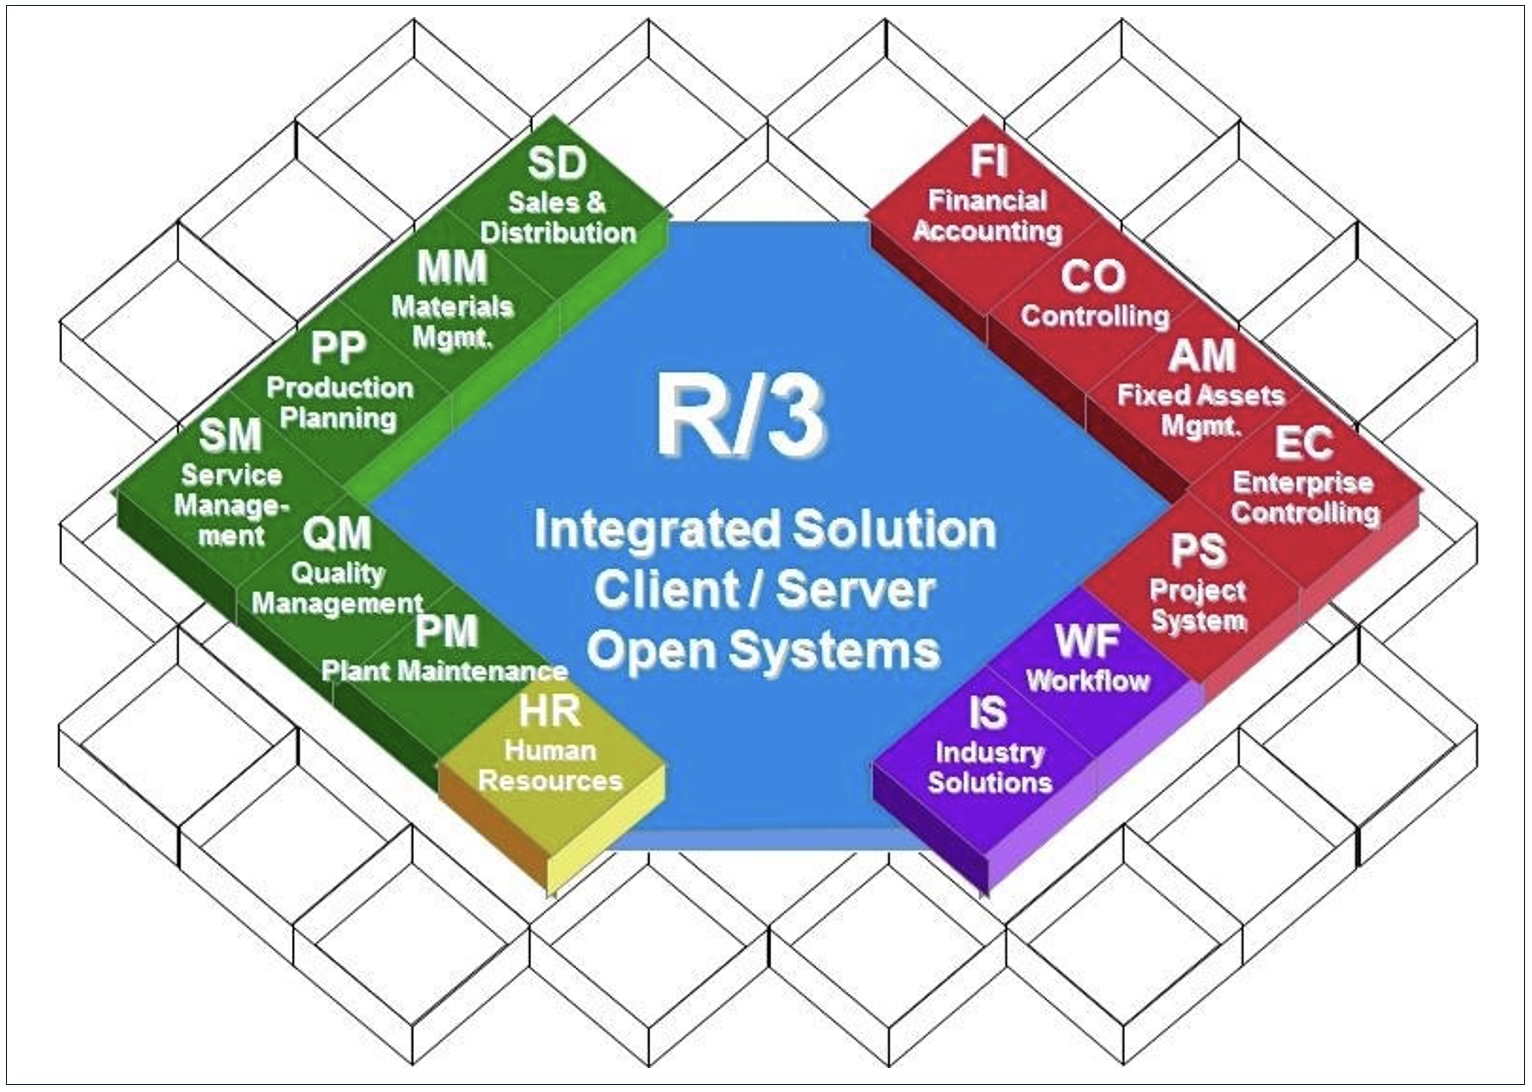 SD
Sales &
Distribution
MM
Materials
Mgmt.
PP
Production
Planning
SM
Service
Manage-
ment
QM
Quality
Management
PM
Plant Maintenance
HR
Human
Resources
R/3
Integrated Solution
Client / Server
Open Systems
FI
Financial
Accounting
CO
Controlling
AM
Fixed Assets
Mgmt.
EC
Enterprise
Controlling
PS
Project
System
WF
Workflow
IS
Industry
Solutions